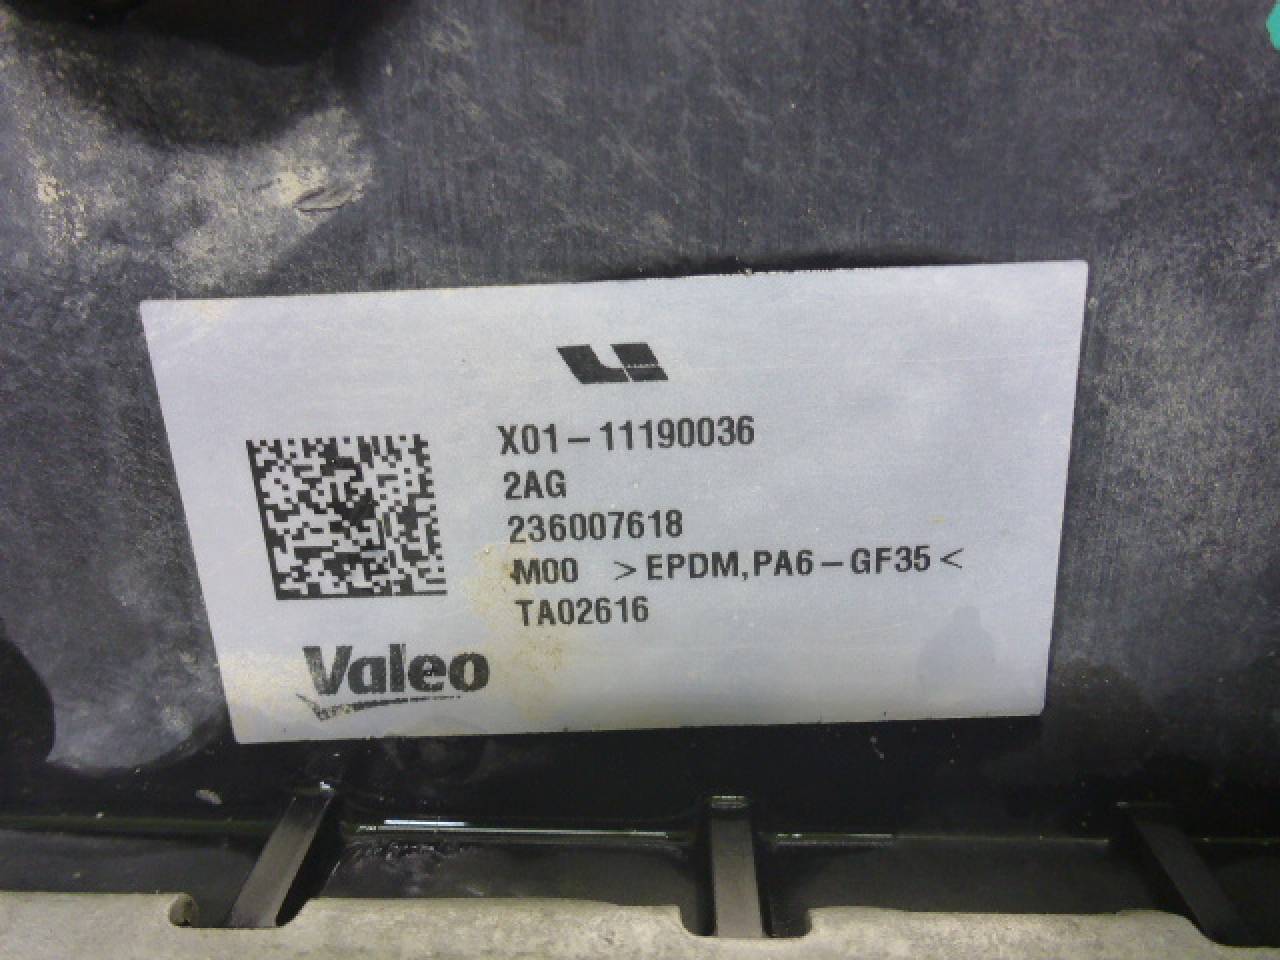 X01-11190036
2AG
236007618
M00 >EPDM,PA6-GF35<
TA02616
Valeo